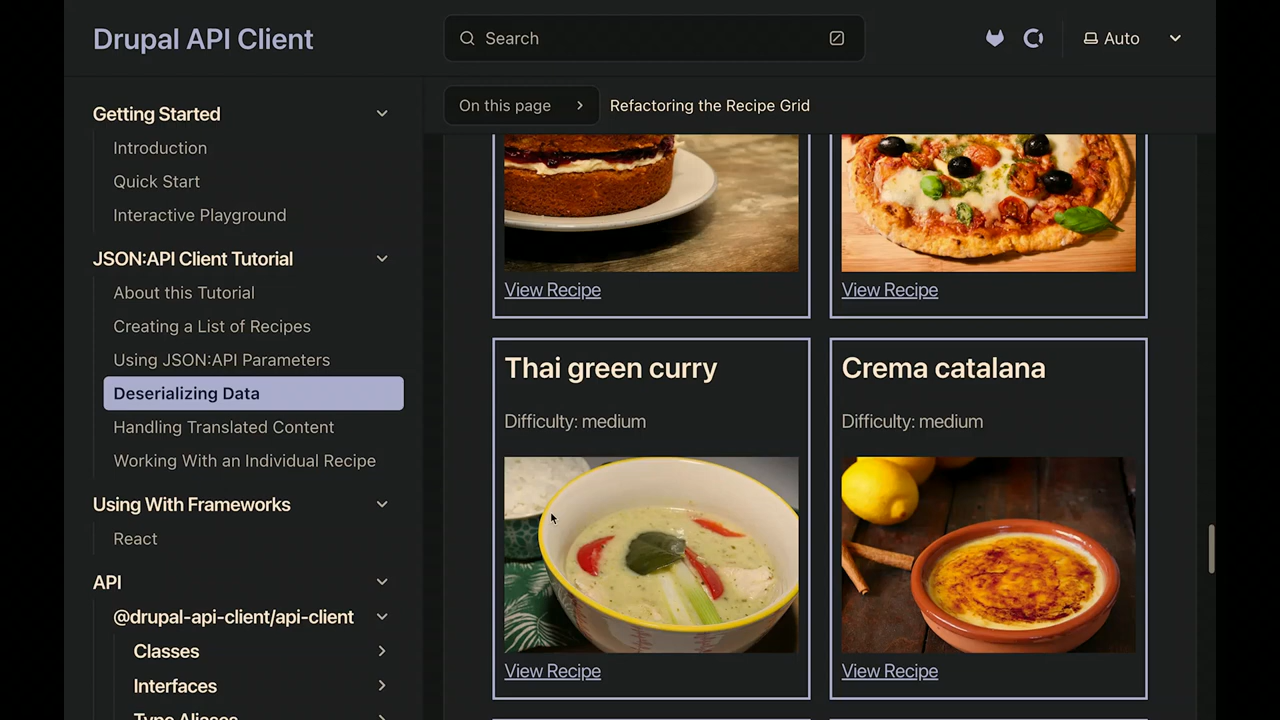 Drupal API Client
Search
Auto
Getting Started
Introduction
Quick Start
Interactive Playground
JSON:API Client Tutorial
About this Tutorial
Creating a List of Recipes
Using JSON:API Parameters
Deserializing Data
Handling Translated Content
Working With an Individual Recipe
Using With Frameworks
React
API
@drupal-api-client/api-client
Classes
Interfaces
Type Aliases
On this page
Refactoring the Recipe Grid
View Recipe
View Recipe
Thai green curry
Difficulty: medium
View Recipe
Crema catalana
Difficulty: medium
View Recipe